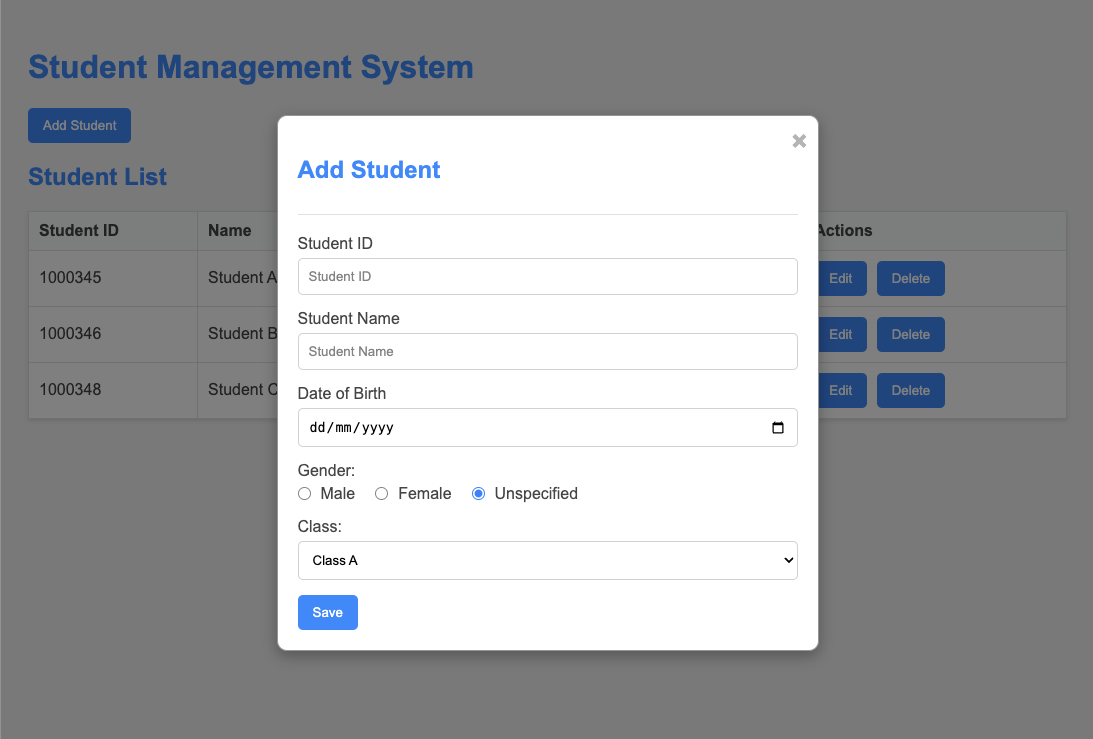 Student Management System
Add Student
Student List
Student ID Name Actions
1000345 Student A Edit Delete
1000346 Student B Edit Delete
1000348 Student C Edit Delete
×
Add Student
Student ID
Student ID
Student Name
Student Name
Date of Birth
dd/mm/yyyy
Gender:
Male Female Unspecified
Class:
Class A
Save